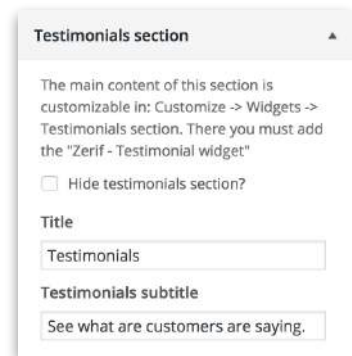 Testimonials section
The main content of this section is
customizable in: Customize -> Widgets ->
Testimonials section. There you must add
the "Zerif - Testimonial widget"
Hide testimonials section?
Title
Testimonials
Testimonials subtitle
See what are customers are saying.